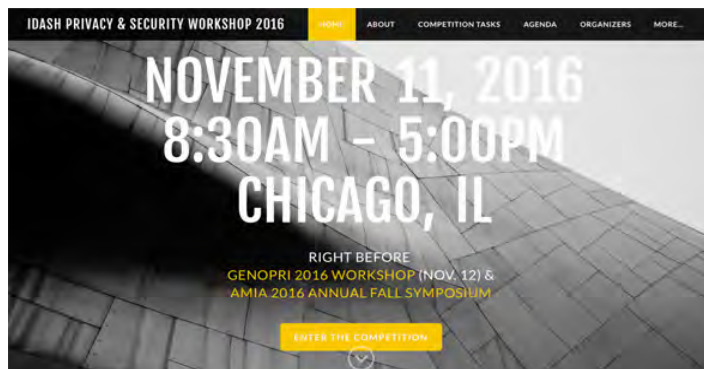 IDASH PRIVACY & SECURITY WORKSHOP 2016
HOME ABOUT COMPETITION TASKS AGENDA ORGANIZERS MORE...
NOVEMBER 11, 2016
8:30AM - 5:00PM
CHICAGO, IL
RIGHT BEFORE
GENOPRI 2016 WORKSHOP (NOV. 12) &
AMIA 2016 ANNUAL FALL SYMPOSIUM
ENTER THE COMPETITION